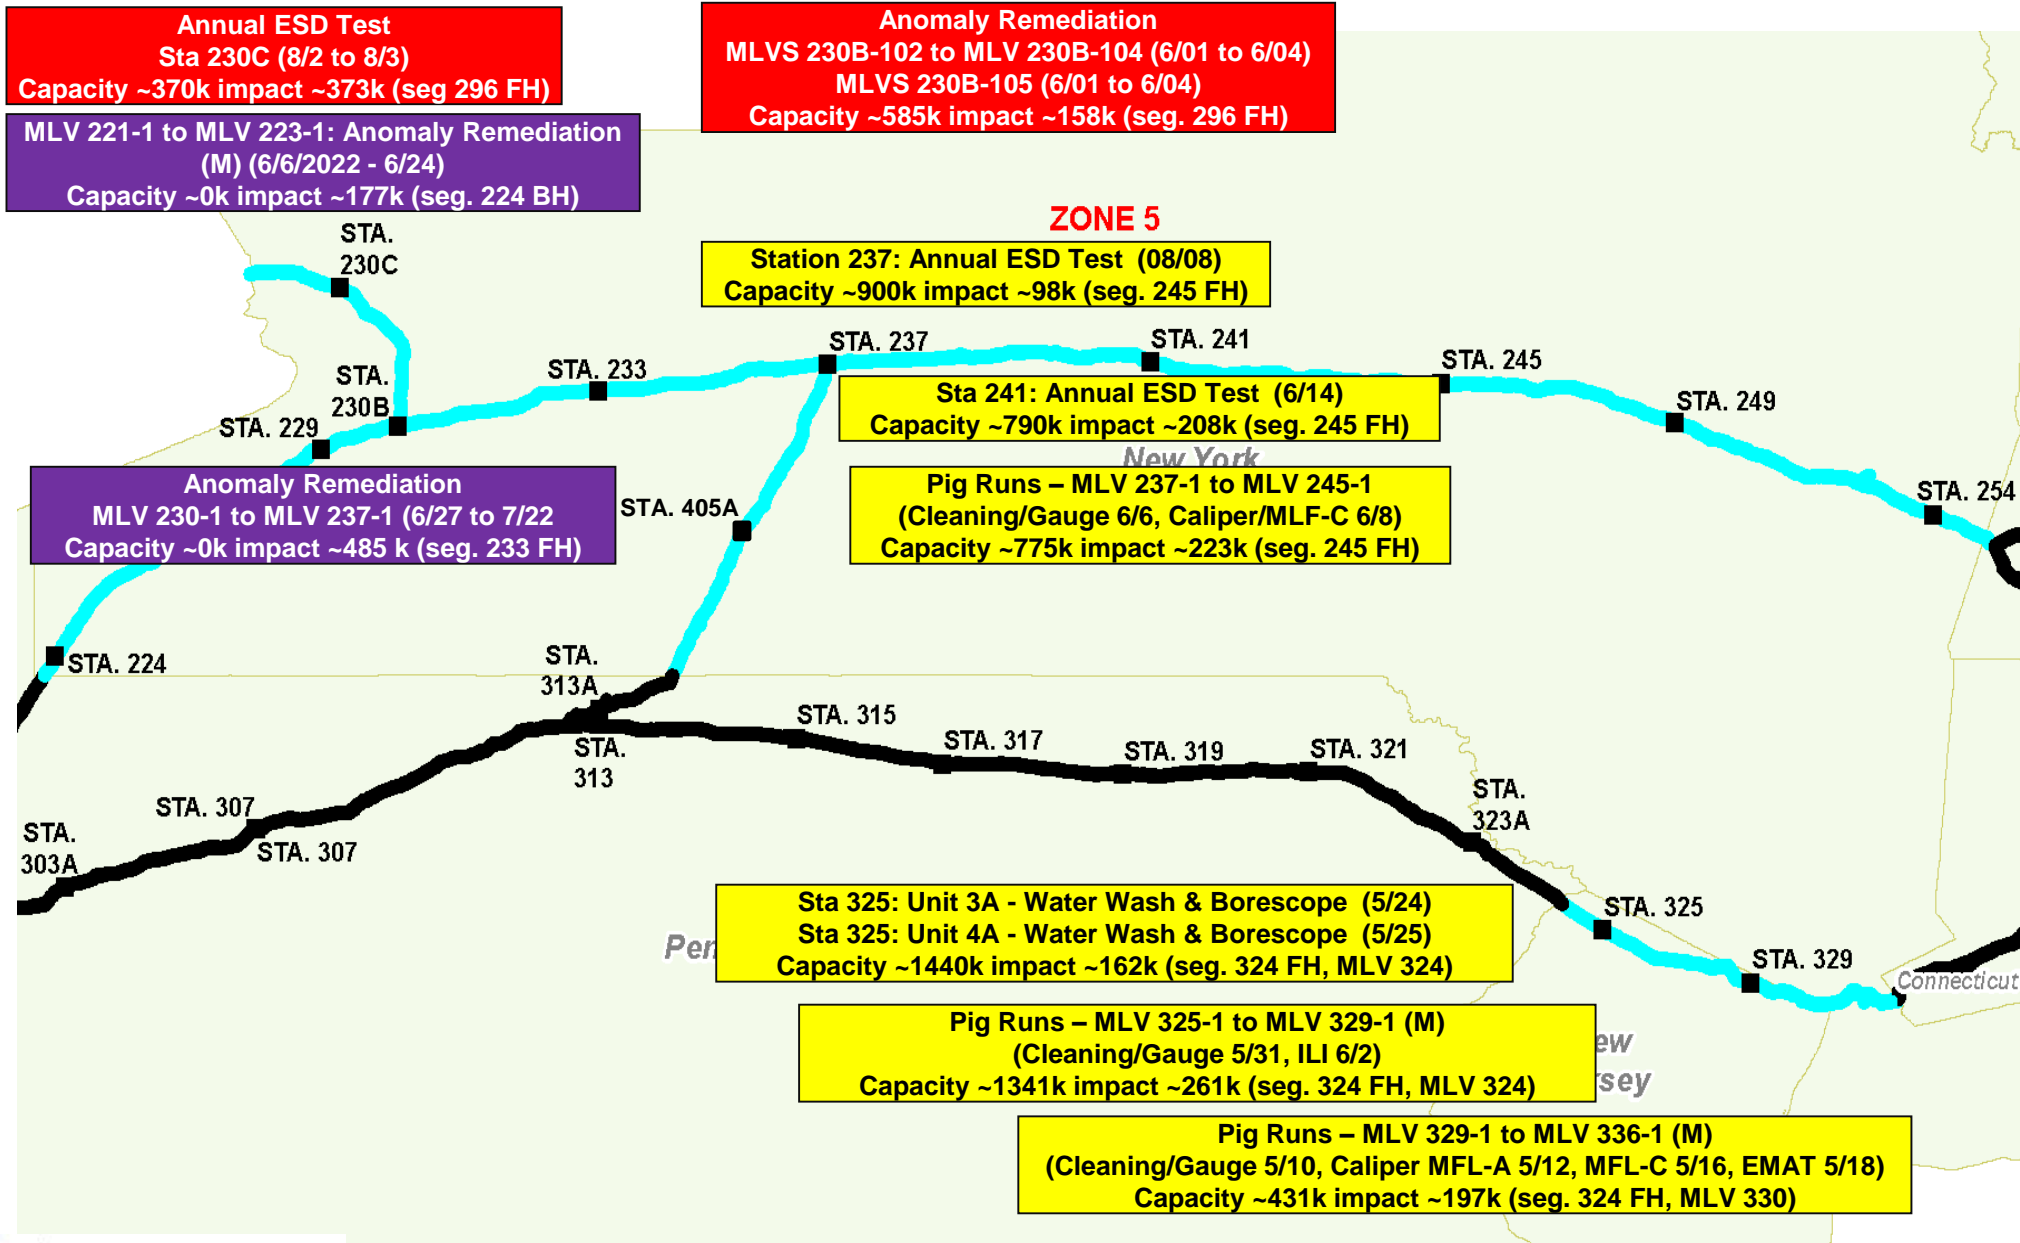 Annual ESD Test
Sta 230C (8/2 to 8/3)
Capacity ~370k impact ~373k (seg 296 FH)
Anomaly Remediation
MLVS 230B-102 to MLV 230B-104 (6/01 to 6/04)
MLVS 230B-105 (6/01 to 6/04)
Capacity ~585k impact ~158k (seg. 296 FH)
MLV 221-1 to MLV 223-1: Anomaly Remediation
(M) (6/6/2022 - 6/24)
Capacity ~0k impact ~177k (seg. 224 BH)
ZONE 5
STA.
230C
Station 237: Annual ESD Test (08/08)
Capacity ~900k impact ~98k (seg. 245 FH)
STA. 237
STA. 241
STA. 245
STA. 233
STA.
230B
STA. 229
Sta 241: Annual ESD Test (6/14)
Capacity ~790k impact ~208k (seg. 245 FH)
STA. 249
New York
Anomaly Remediation
MLV 230-1 to MLV 237-1 (6/27 to 7/22
Capacity ~0k impact ~485 k (seg. 233 FH)
STA. 405A
Pig Runs – MLV 237-1 to MLV 245-1
(Cleaning/Gauge 6/6, Caliper/MLF-C 6/8)
Capacity ~775k impact ~223k (seg. 245 FH)
STA. 254
STA. 224
STA.
313A
STA.
313
STA. 315
STA. 317
STA. 319
STA. 321
STA.
323A
STA. 307
STA. 307
STA.
303A
Sta 325: Unit 3A - Water Wash & Borescope (5/24)
Sta 325: Unit 4A - Water Wash & Borescope (5/25)
Capacity ~1440k impact ~162k (seg. 324 FH, MLV 324)
STA. 325
Pen
STA. 329
Connecticut
Pig Runs – MLV 325-1 to MLV 329-1 (M)
(Cleaning/Gauge 5/31, ILI 6/2)
Capacity ~1341k impact ~261k (seg. 324 FH, MLV 324)
ew
rsey
Pig Runs – MLV 329-1 to MLV 336-1 (M)
(Cleaning/Gauge 5/10, Caliper MFL-A 5/12, MFL-C 5/16, EMAT 5/18)
Capacity ~431k impact ~197k (seg. 324 FH, MLV 330)